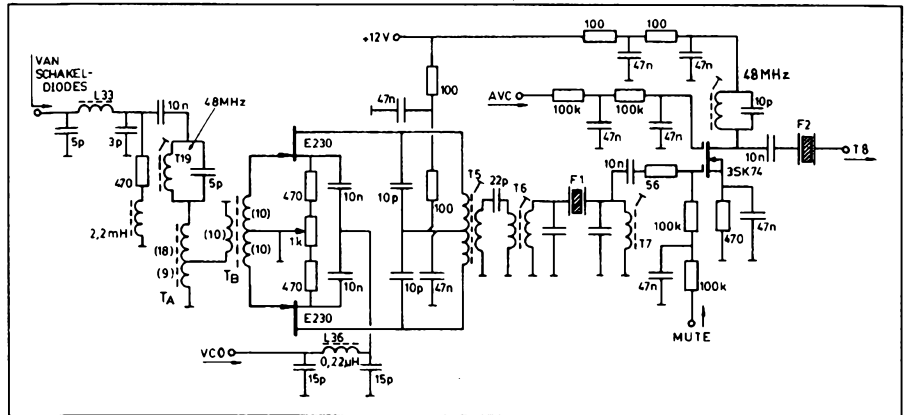 VAN
SCHAKEL-
DIODES
L33
10n
48MHz
5p
3p
T19
5p
470
2,2mH
(18)
(9)
TA
(10)
TB
(10)
(10)
E230
470
1k
470
10n
10n
E230
VCO
L36
0,22µH
15p
15p
+12V
47n
100
10p
100
10p
47n
T5
22p
T6
F1
10n
56
T7
100
100
47n
47n
AVC
100k
100k
47n
47n
48MHz
10p
F2
10n
T8
3SK74
100k
470
47n
47n
100k
MUTE